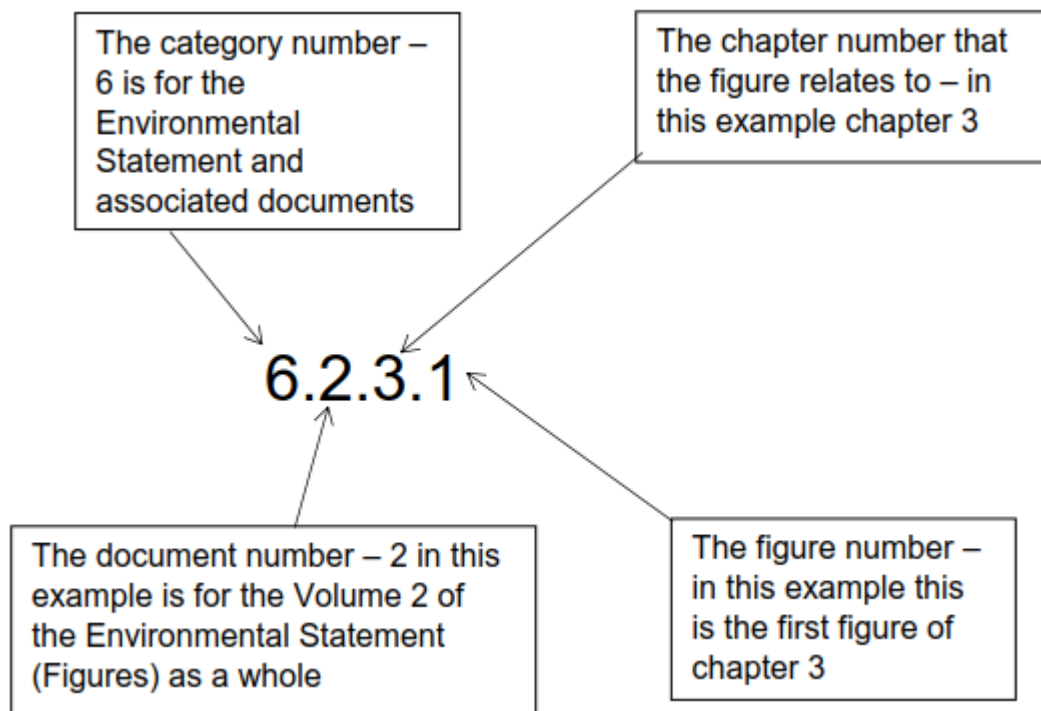 The category number –
6 is for the
Environmental
Statement and
associated documents
The chapter number that
the figure relates to – in
this example chapter 3
6.2.3.1
The document number – 2 in this
example is for the Volume 2 of
the Environmental Statement
(Figures) as a whole
The figure number –
in this example this
is the first figure of
chapter 3